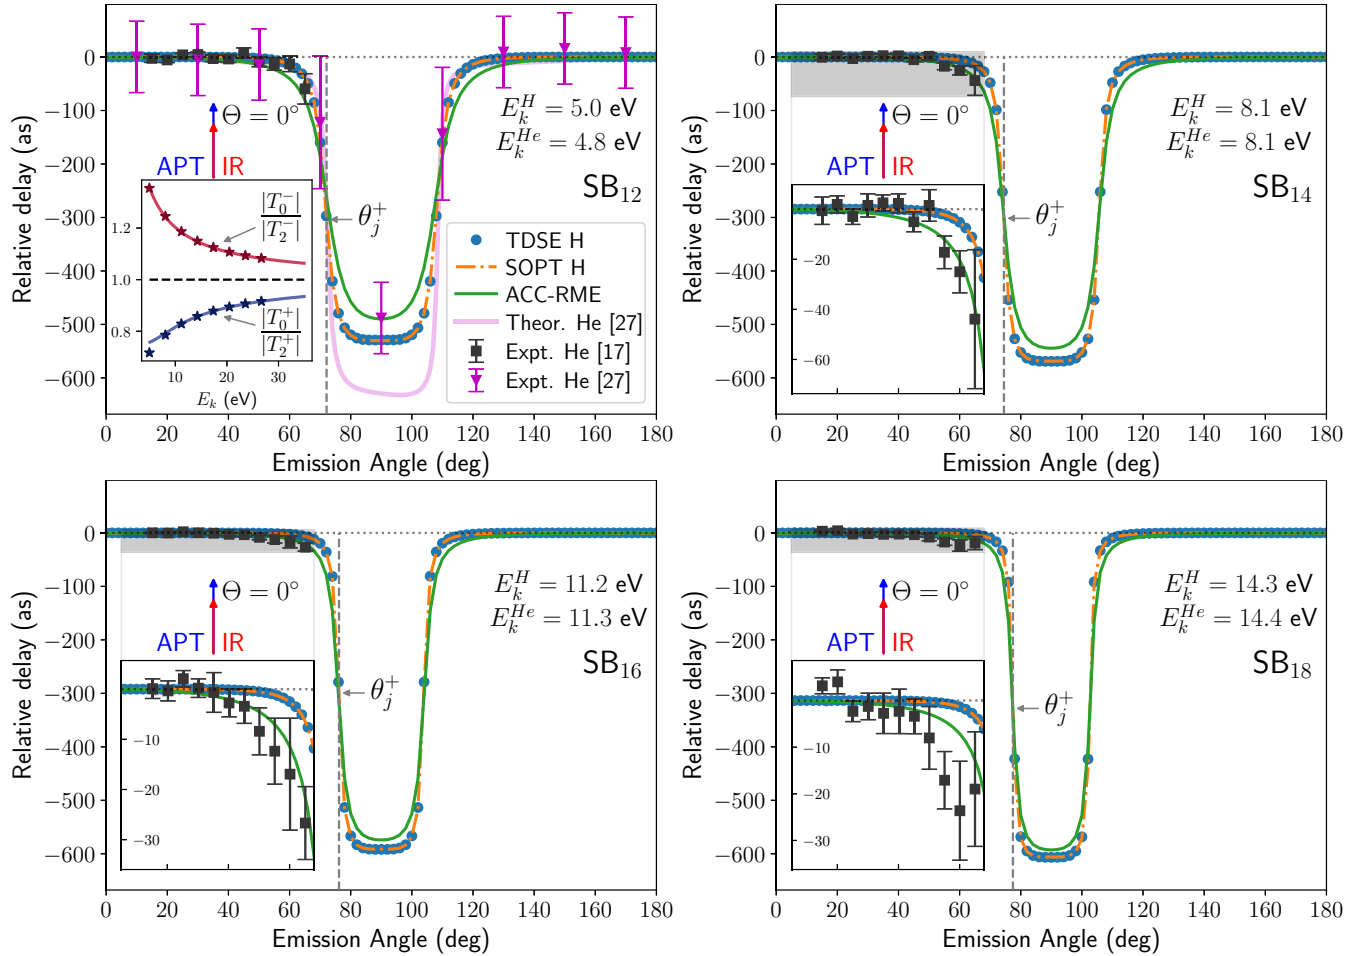 0
−100
−200
−300
−400
−500
−600
Relative delay (as)
0 20 40 60 80 100 120 140 160 180
Emission Angle (deg)
Θ = 0°
APT IR
E_k^H = 5.0 eV
E_k^{He} = 4.8 eV
SB₁₂
θ_j^+
1.2
1.0
0.8
|T_0^-|
|T_2^-|
|T_0^+|
|T_2^+|
10 20 30
E_k (eV)
TDSE H
SOPT H
ACC-RME
Theor. He [27]
Expt. He [17]
Expt. He [27]
0
−100
−200
−300
−400
−500
−600
Relative delay (as)
0 20 40 60 80 100 120 140 160 180
Emission Angle (deg)
Θ = 0°
APT IR
E_k^H = 8.1 eV
E_k^{He} = 8.1 eV
SB₁₄
θ_j^+
−20
−40
−60
0
−100
−200
−300
−400
−500
−600
Relative delay (as)
0 20 40 60 80 100 120 140 160 180
Emission Angle (deg)
Θ = 0°
APT IR
E_k^H = 11.2 eV
E_k^{He} = 11.3 eV
SB₁₆
θ_j^+
−10
−20
−30
0
−100
−200
−300
−400
−500
−600
Relative delay (as)
0 20 40 60 80 100 120 140 160 180
Emission Angle (deg)
Θ = 0°
APT IR
E_k^H = 14.3 eV
E_k^{He} = 14.4 eV
SB₁₈
θ_j^+
−10
−20
−30